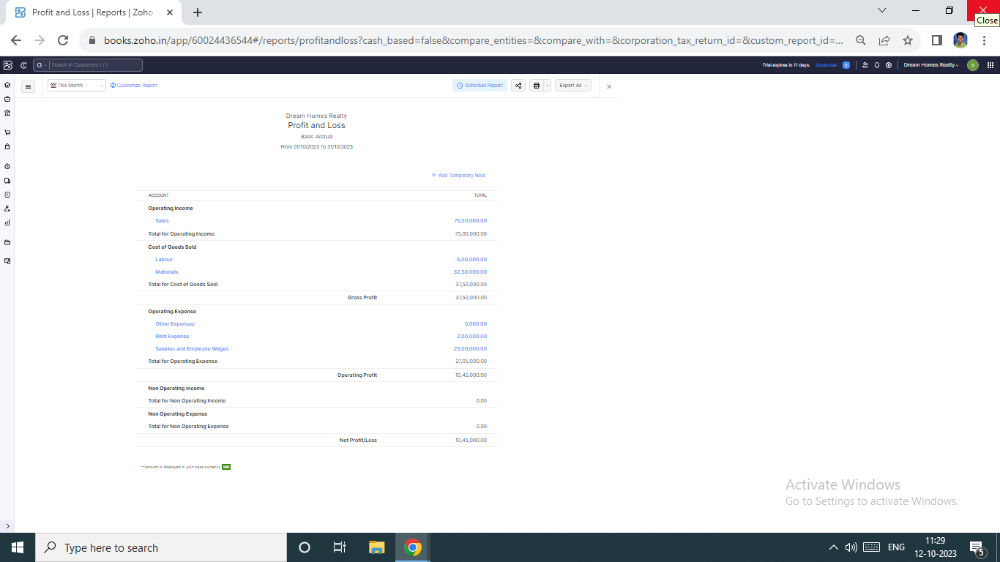 Profit and Loss | Reports | Zoho
Close
books.zoho.in/app/60024436544#/reports/profitandloss?cash_based=false&compare_entities=&compare_with=&corporation_tax_return_id=&custom_report_id=...
Search in Customers ( / )
Trial expires in 11 days. Subscribe
Dream Homes Realty
S
This Month
Customize Report
Schedule Report
Export As
Dream Homes Realty
Profit and Loss
Basis: Accrual
From 01/10/2023 To 31/10/2023
+ Add Temporary Note
ACCOUNT TOTAL
Operating Income
Sales 75,00,000.00
Total for Operating Income 75,00,000.00
Cost of Goods Sold
Labour 5,00,000.00
Materials 32,50,000.00
Total for Cost of Goods Sold 37,50,000.00
Gross Profit 37,50,000.00
Operating Expense
Other Expenses 5,000.00
Rent Expense 2,00,000.00
Salaries and Employee Wages 25,00,000.00
Total for Operating Expense 27,05,000.00
Operating Profit 10,45,000.00
Non Operating Income
Total for Non Operating Income 0.00
Non Operating Expense
Total for Non Operating Expense 0.00
Net Profit/Loss 10,45,000.00
**Amount is displayed in your base currency INR
Activate Windows
Go to Settings to activate Windows.
Type here to search
ENG
11:29
12-10-2023
5